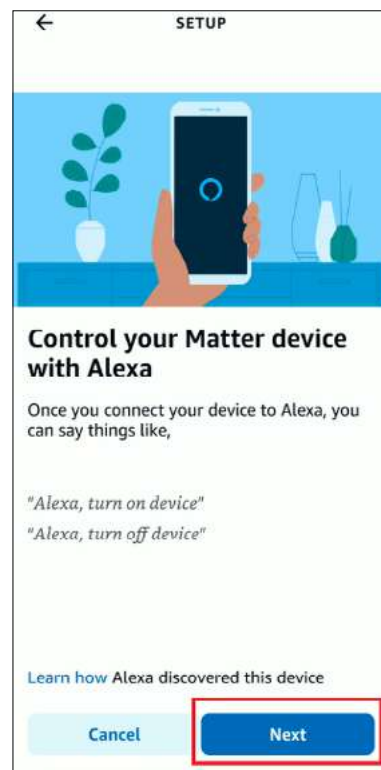 SETUP
Control your Matter device
with Alexa
Once you connect your device to Alexa, you
can say things like,
"Alexa, turn on device"
"Alexa, turn off device"
Learn how Alexa discovered this device
Cancel
Next